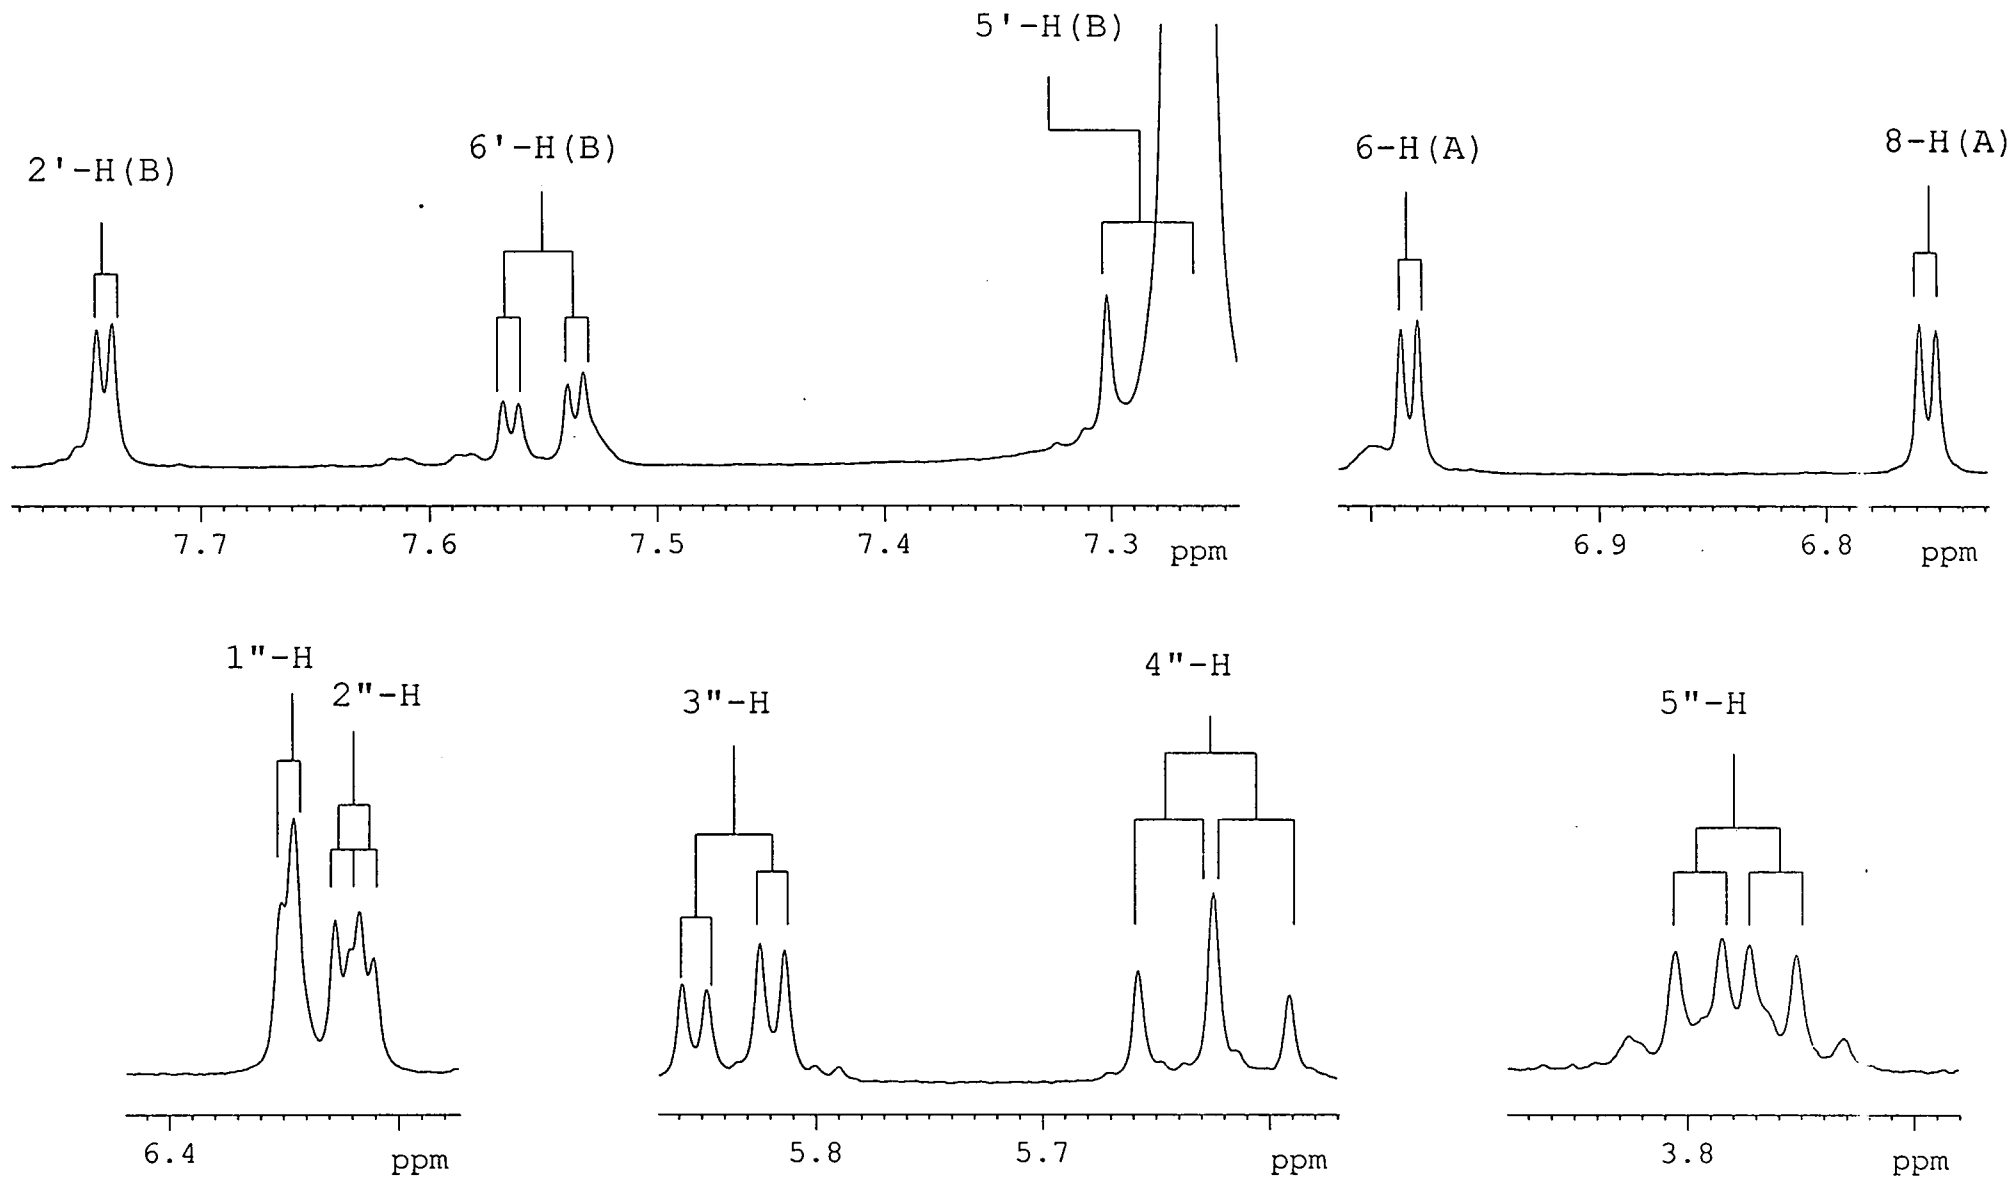 5'-H(B)
2'-H(B)
6'-H(B)
6-H(A)
8-H(A)
7.7 7.6 7.5 7.4 7.3 ppm
6.9 6.8 ppm
1"-H
2"-H
3"-H
4"-H
5"-H
6.4 ppm
5.8 5.7 ppm
3.8 ppm